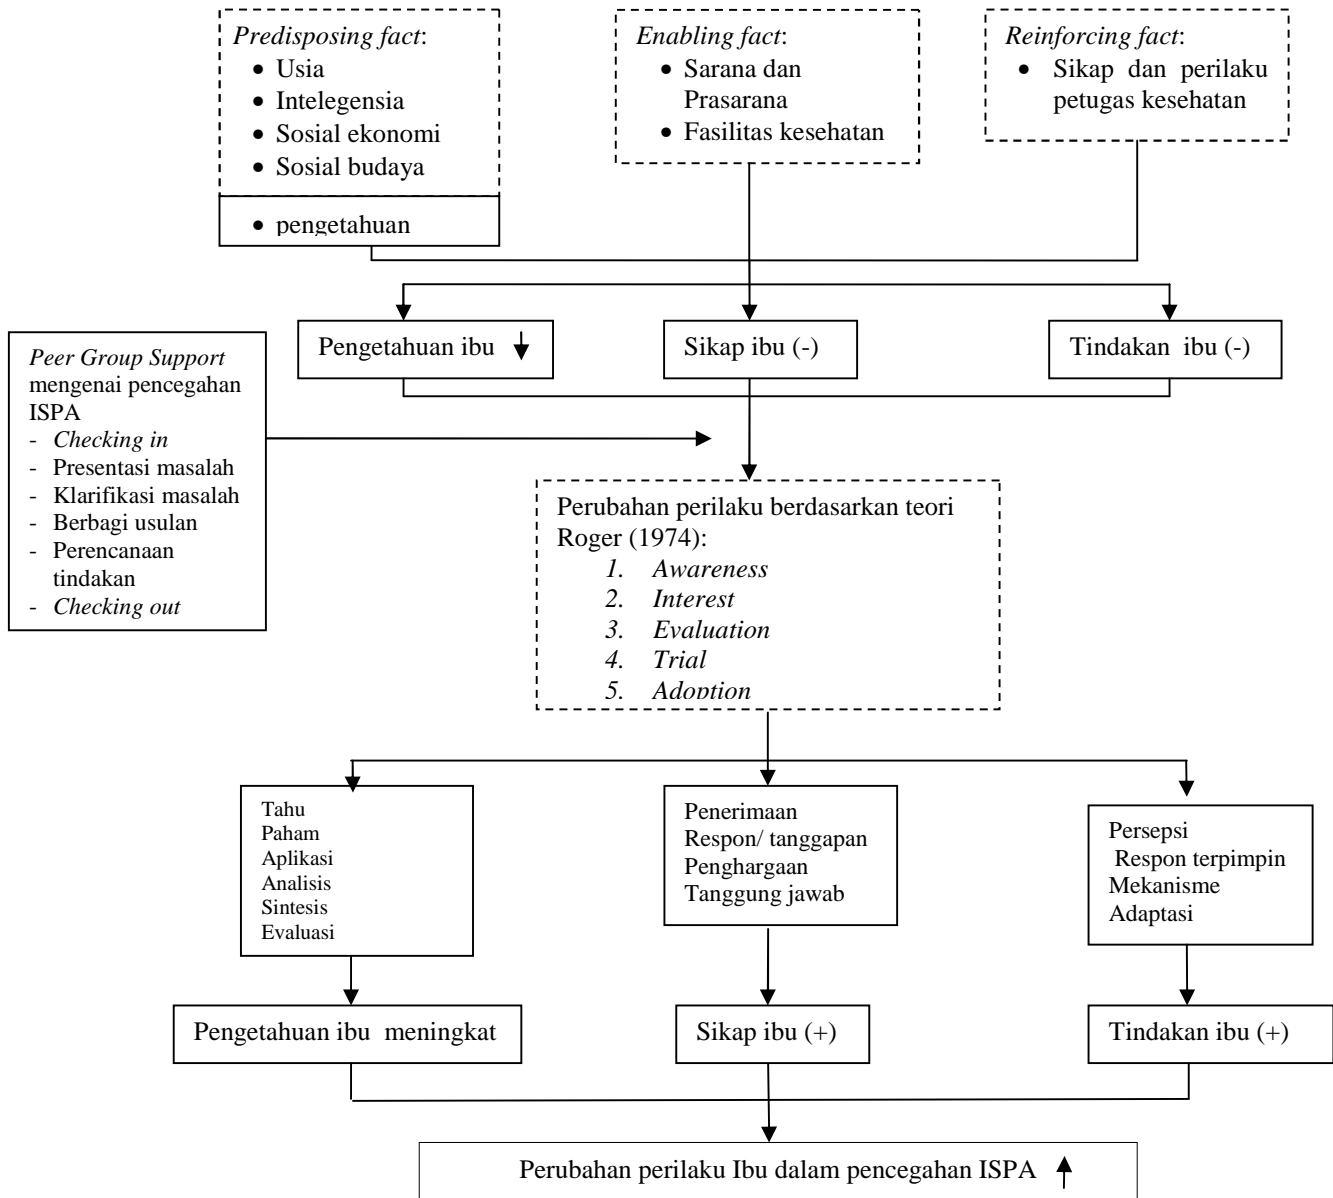 Predisposing fact:
• Usia
• Intelegensia
• Sosial ekonomi
• Sosial budaya
• pengetahuan
Enabling fact:
• Sarana dan
Prasarana
• Fasilitas kesehatan
Reinforcing fact:
• Sikap dan perilaku
petugas kesehatan
Pengetahuan ibu ↓
Sikap ibu (-)
Tindakan ibu (-)
Peer Group Support
mengenai pencegahan
ISPA
- Checking in
- Presentasi masalah
- Klarifikasi masalah
- Berbagi usulan
- Perencanaan
tindakan
- Checking out
Perubahan perilaku berdasarkan teori
Roger (1974):
1. Awareness
2. Interest
3. Evaluation
4. Trial
5. Adoption
Tahu
Paham
Aplikasi
Analisis
Sintesis
Evaluasi
Penerimaan
Respon/ tanggapan
Penghargaan
Tanggung jawab
Persepsi
Respon terpimpin
Mekanisme
Adaptasi
Pengetahuan ibu meningkat
Sikap ibu (+)
Tindakan ibu (+)
Perubahan perilaku Ibu dalam pencegahan ISPA ↑